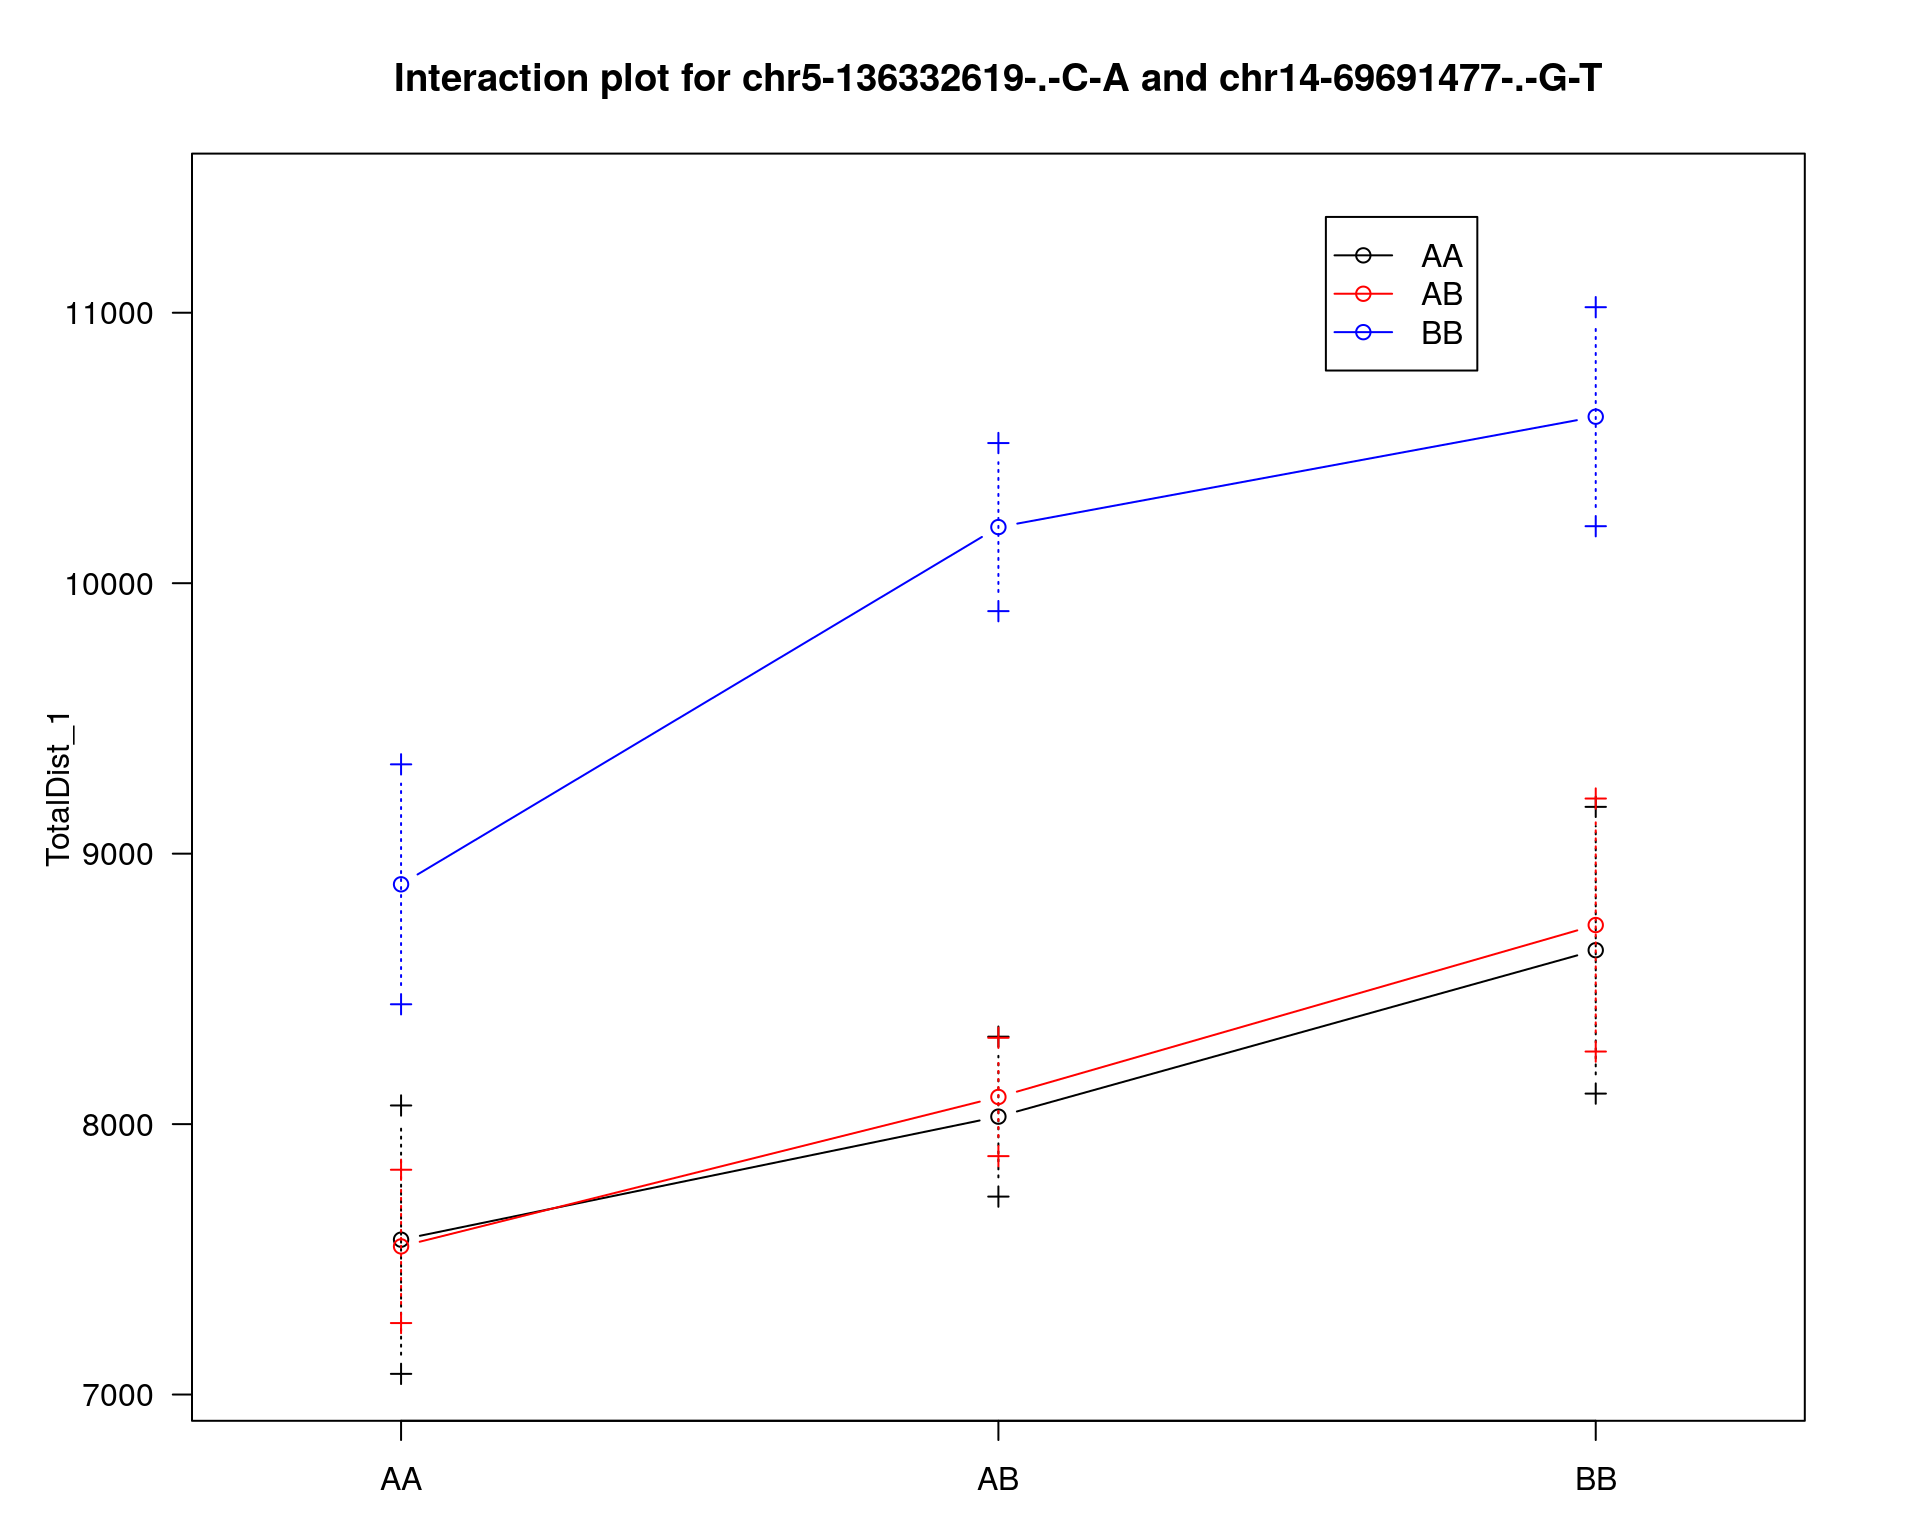 Interaction plot for chr5-136332619-.-C-A and chr14-69691477-.-G-T
AA
AB
BB
11000
10000
9000
8000
7000
TotalDist_1
AA
AB
BB